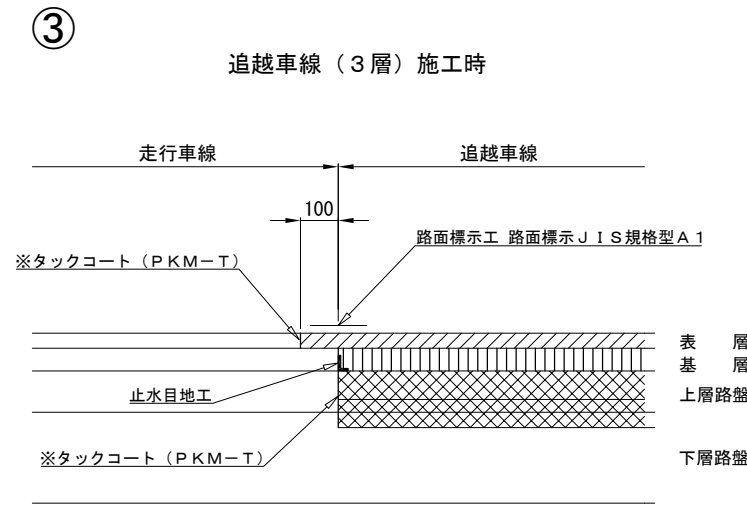 ③
追越車線（３層）施工時
走行車線
追越車線
100
路面標示工 路面標示ＪＩＳ規格型Ａ１
※タックコート（ＰＫＭ－Ｔ）
表　層
基　層
止水目地工
上層路盤
※タックコート（ＰＫＭ－Ｔ）
下層路盤